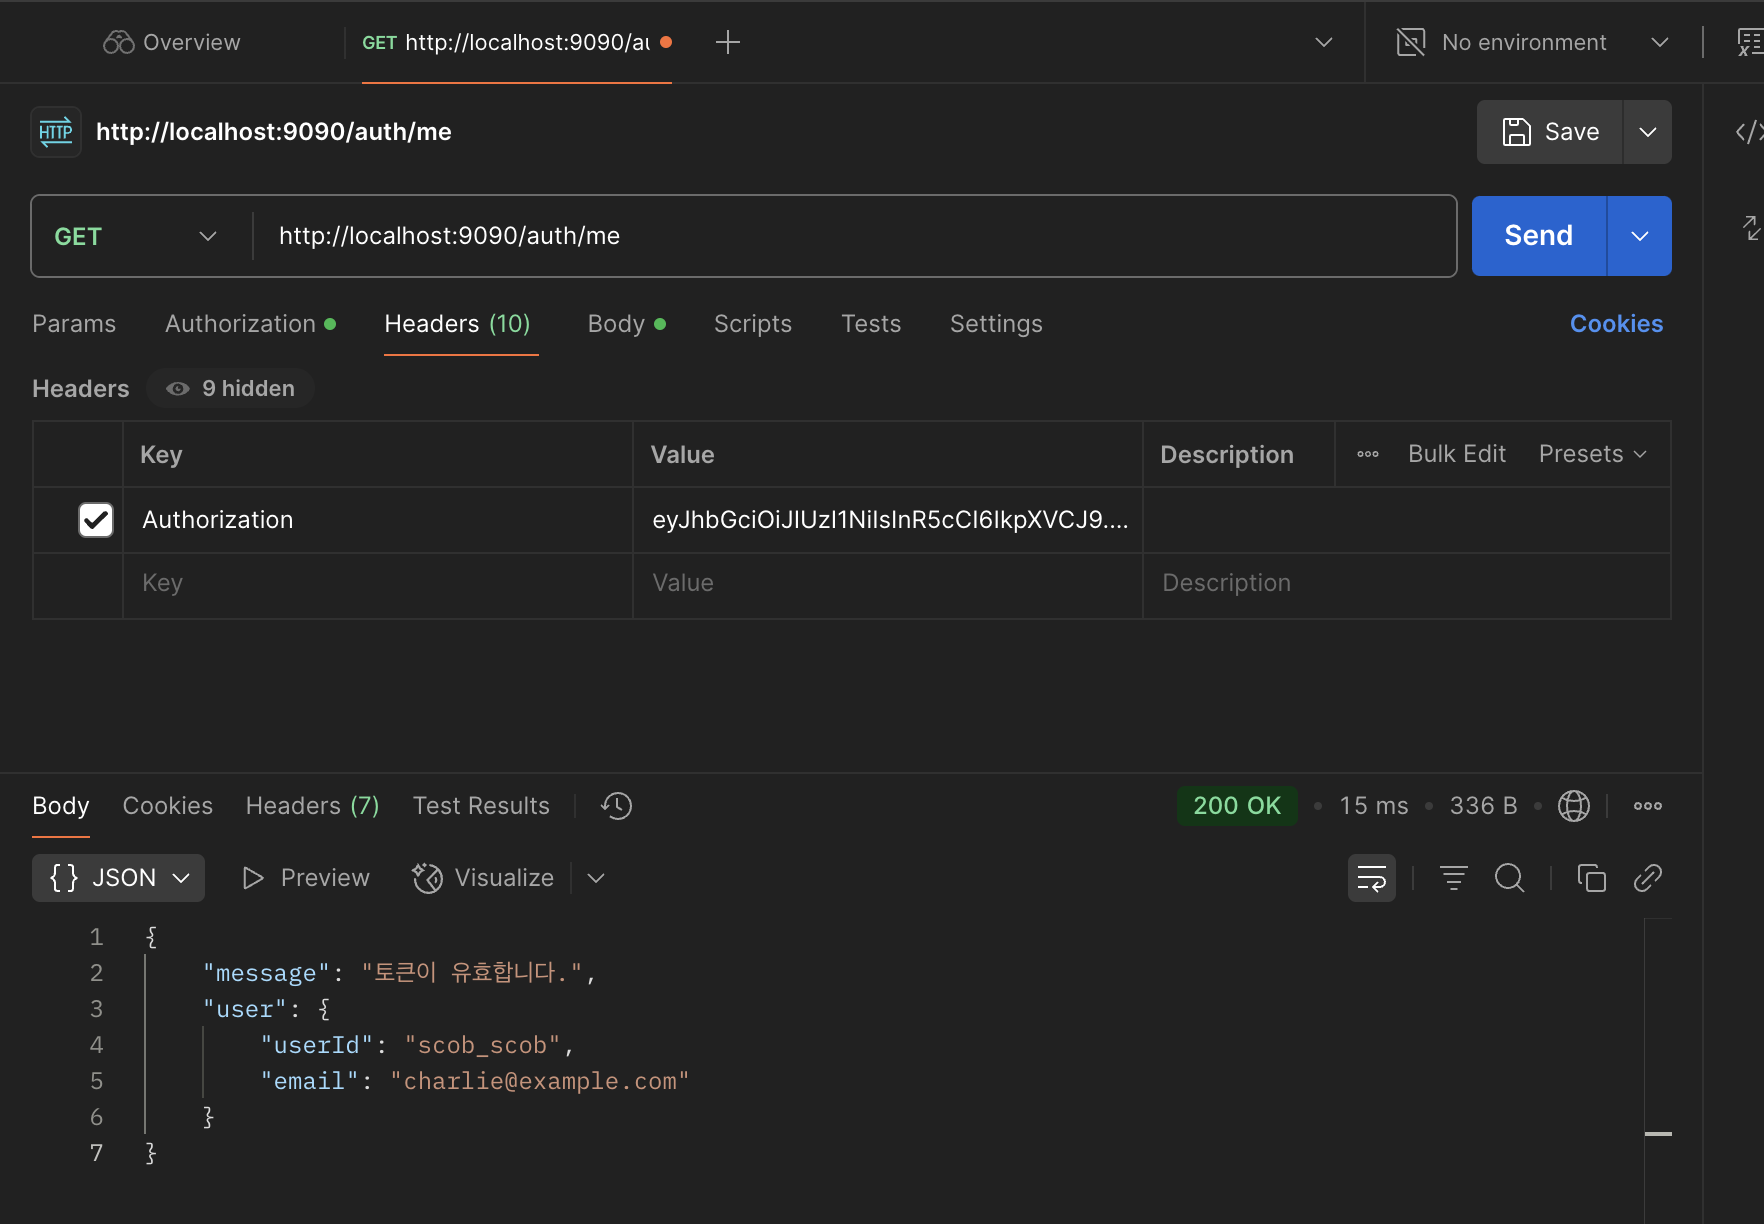 Overview
GET http://localhost:9090/au
No environment
HTTP http://localhost:9090/auth/me
Save
GET http://localhost:9090/auth/me
Send
Params Authorization Headers (10) Body Scripts Tests Settings Cookies
Headers 9 hidden
Key Value Description Bulk Edit Presets
Authorization eyJhbGciOiJIUzI1NiIsInR5cCI6IkpXVCJ9....
Key Value Description
Body Cookies Headers (7) Test Results 200 OK 15 ms 336 B
{} JSON Preview Visualize
1 {
2 "message": "토큰이 유효합니다.",
3 "user": {
4 "userId": "scob_scob",
5 "email": "charlie@example.com"
6 }
7 }